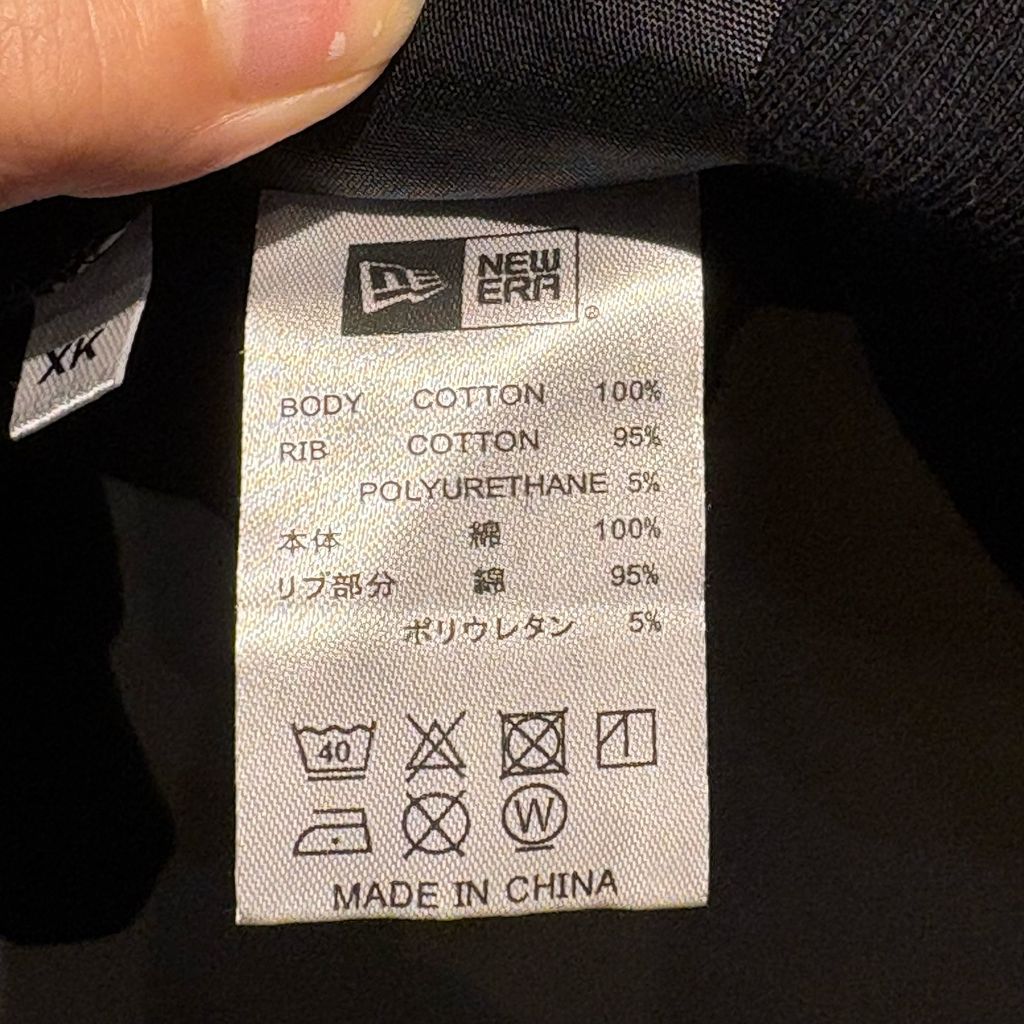 NEW
ERA
®
BODY COTTON 100%
RIB COTTON 95%
POLYURETHANE 5%
本体 綿 100%
リブ部分 綿 95%
ポリウレタン 5%
40
W
MADE IN CHINA
XK